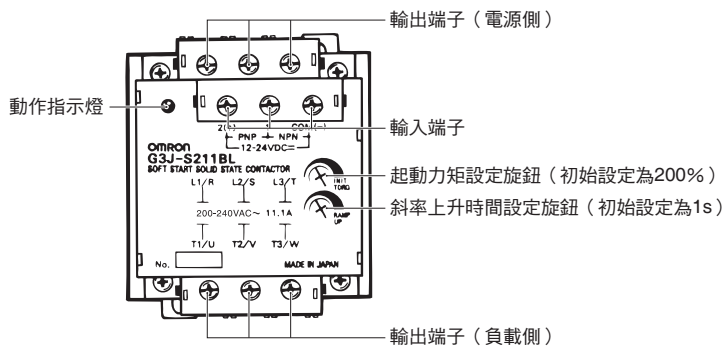 輸出端子（電源側）
動作指示燈
輸入端子
2(+) 1 COM(−)
PNP NPN
12-24VDC
OMRON
G3J-S211BL
SOFT START SOLID STATE CONTACTOR
INIT
TORQ
起動力矩設定旋鈕（初始設定為200%）
L1/R L2/S L3/T
斜率上升時間設定旋鈕（初始設定為1s）
200-240VAC~ 11.1A
RAMP
UP
T1/U T2/V T3/W
No. MADE IN JAPAN
輸出端子（負載側）